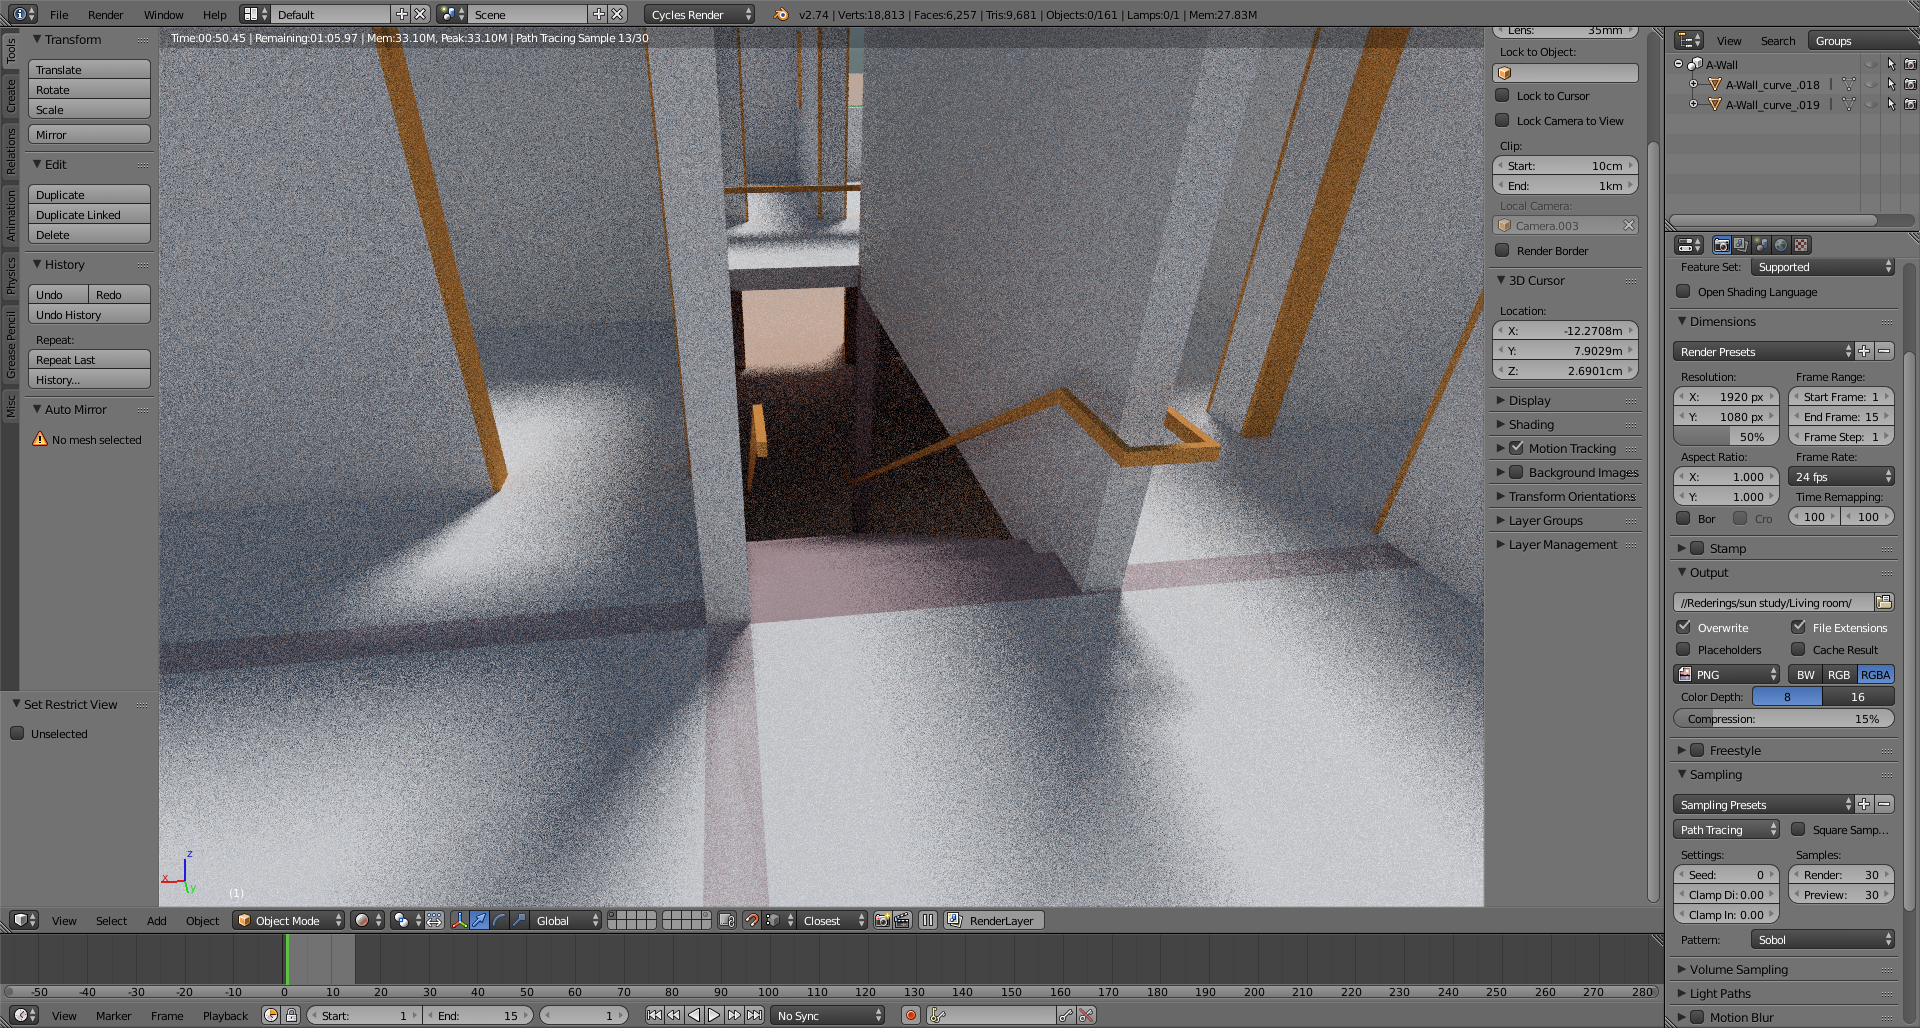 File Render Window Help Default Scene Cycles Render v2.74 | Verts:18,813 | Faces:6,257 | Tris:9,681 | Objects:0/161 | Lamps:0/1 | Mem:27.83M
Time:00:50.45 | Remaining:01:05.97 | Mem:33.10M, Peak:33.10M | Path Tracing Sample 13/30
Tools
Create
Relations
Animation
Physics
Grease Pencil
Misc
Transform
Translate
Rotate
Scale
Mirror
Edit
Duplicate
Duplicate Linked
Delete
History
Undo Redo
Undo History
Repeat:
Repeat Last
History...
Auto Mirror
No mesh selected
Set Restrict View
Unselected
z
x
y
(1)
Lens: 35mm
Lock to Object:
Lock to Cursor
Lock Camera to View
Clip:
Start: 10cm
End: 1km
Local Camera:
Camera.003
Render Border
3D Cursor
Location:
X: -12.2708m
Y: 7.9029m
Z: 2.6901cm
Display
Shading
Motion Tracking
Background Images
Transform Orientations
Layer Groups
Layer Management
View Search Groups
A-Wall
A-Wall_curve_.018
A-Wall_curve_.019
Feature Set: Supported
Open Shading Language
Dimensions
Render Presets
Resolution: Frame Range:
X: 1920 px Start Frame: 1
Y: 1080 px End Frame: 15
50% Frame Step: 1
Aspect Ratio: Frame Rate:
X: 1.000 24 fps
Y: 1.000 Time Remapping:
Bor Cro 100 100
Stamp
Output
//Rederings/sun study/Living room/
Overwrite File Extensions
Placeholders Cache Result
PNG BW RGB RGBA
Color Depth: 8 16
Compression: 15%
Freestyle
Sampling
Sampling Presets
Path Tracing Square Samp...
Settings: Samples:
Seed: 0 Render: 30
Clamp Di: 0.00 Preview: 30
Clamp In: 0.00
Pattern: Sobol
Volume Sampling
Light Paths
Motion Blur
View Select Add Object Object Mode Global Closest RenderLayer
-50 -40 -30 -20 -10 0 10 20 30 40 50 60 70 80 90 100 110 120 130 140 150 160 170 180 190 200 210 220 230 240 250 260 270 280
View Marker Frame Playback Start: 1 End: 15 1 No Sync